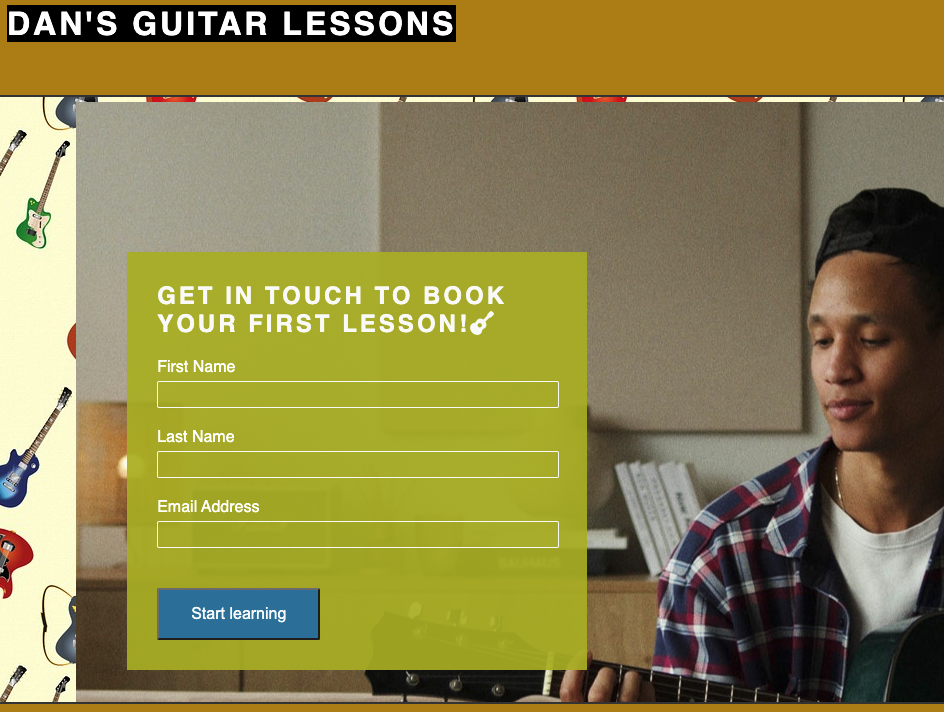 DAN'S GUITAR LESSONS
GET IN TOUCH TO BOOK
YOUR FIRST LESSON!
First Name
Last Name
Email Address
Start learning